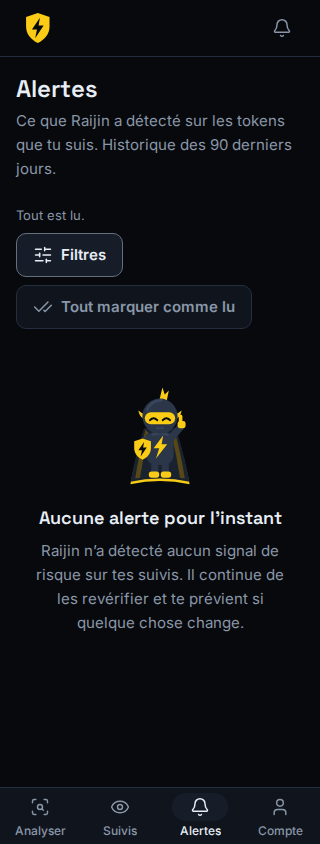 Alertes
Ce que Raijin a détecté sur les tokens
que tu suis. Historique des 90 derniers
jours.
Tout est lu.
Filtres
Tout marquer comme lu
Aucune alerte pour l'instant
Raijin n'a détecté aucun signal de
risque sur tes suivis. Il continue de
les revérifier et te prévient si
quelque chose change.
Analyser
Suivis
Alertes
Compte